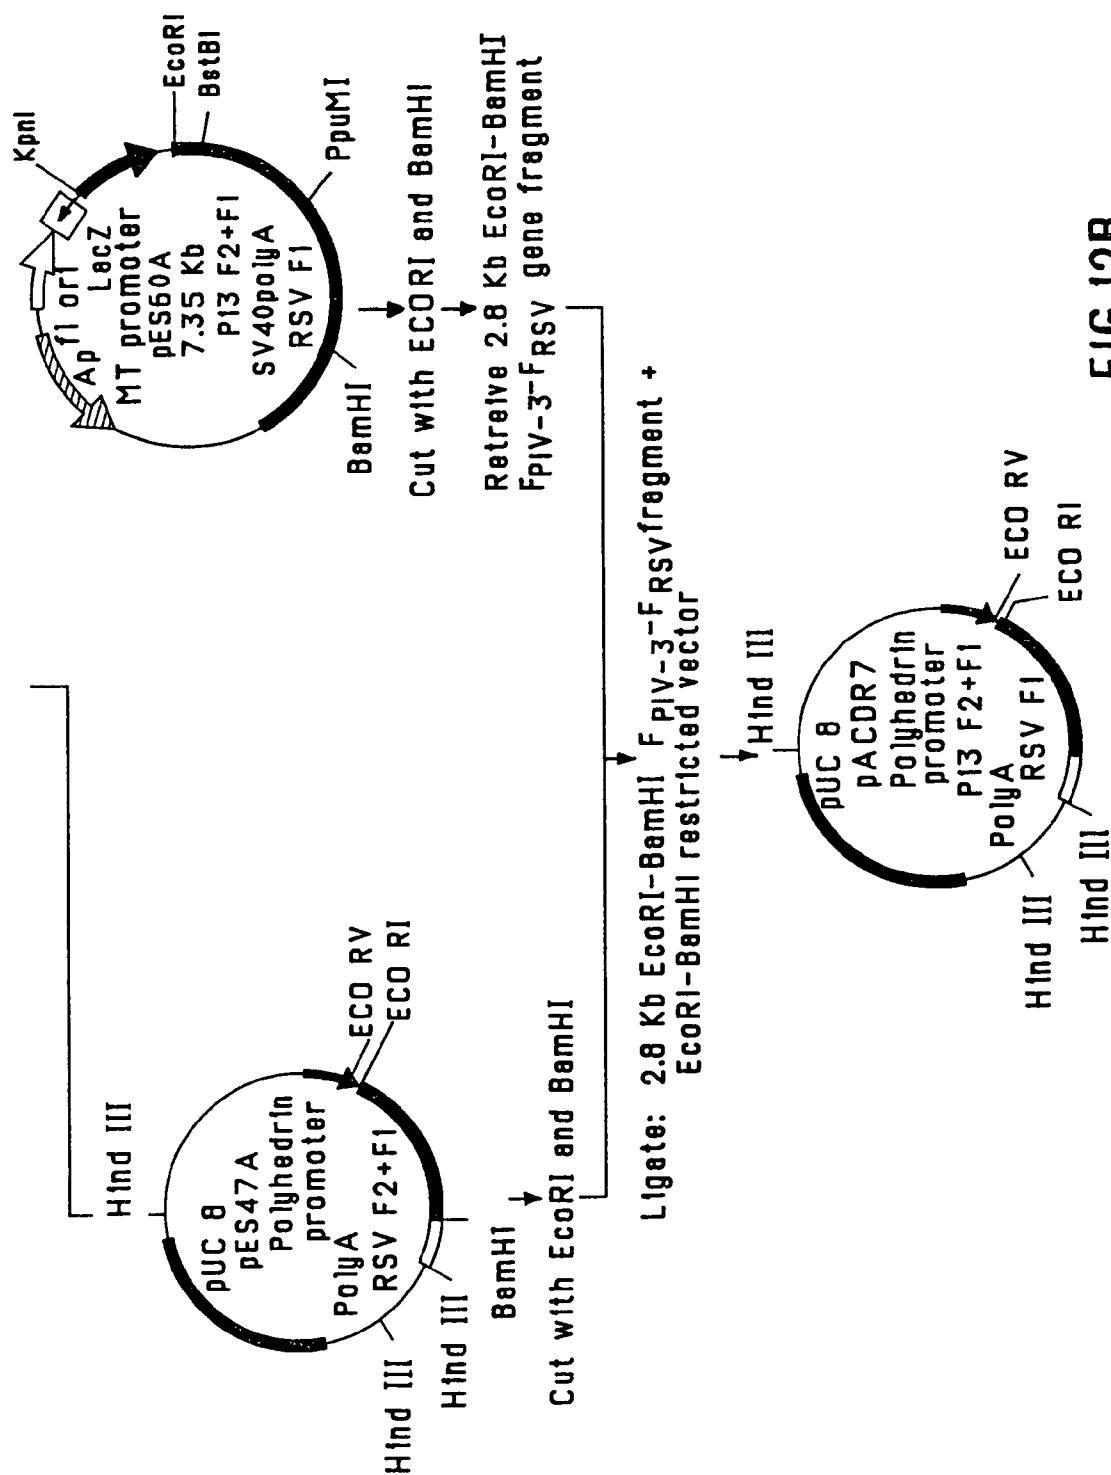 Hind III
pUC 8
pES47A
Polyhedrin
promoter
PolyA
RSV F2+F1
ECO RV
ECO RI
Hind III
Hind III
BamHI
Cut with EcoRI and BamHI
KpnI
EcoRI
BstBI
PpuMI
BamHI
Ap
f1 ori
LacZ
MT promoter
pES60A
7.35 Kb
PI3 F2+F1
SV40polyA
RSV F1
Cut with ECORI and BamHI
Retreive 2.8 Kb EcoRI-BamHI
FPIV-3-FRSV gene fragment
Ligate: 2.8 Kb EcoRI-BamHI FPIV-3-FRSV fragment +
EcoRI-BamHI restricted vector
Hind III
pUC 8
pACDR7
Polyhedrin
promoter
PI3 F2+F1
PolyA
RSV F1
ECO RV
ECO RI
Hind III
Hind III
FIG.12B